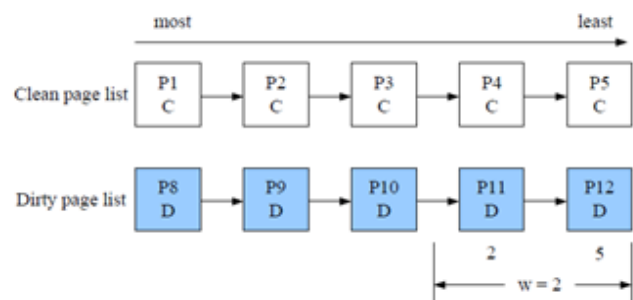 most least
P1 P2 P3 P4 P5
Clean page list C C C C C
P8 P9 P10 P11 P12
Dirty page list D D D D D
2 5
w = 2